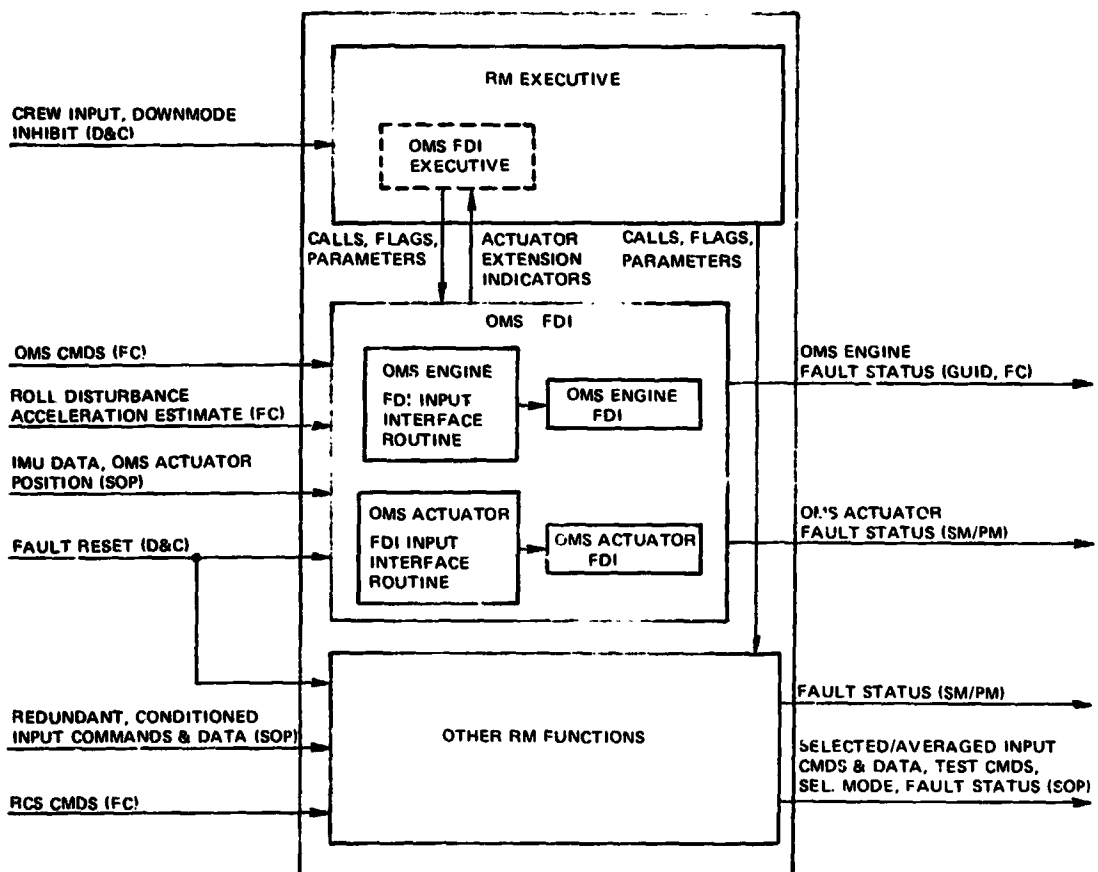 RM EXECUTIVE
CREW INPUT, DOWNMODE
INHIBIT (D&C)
OMS FDI
EXECUTIVE
CALLS, FLAGS,
PARAMETERS
ACTUATOR
EXTENSION
INDICATORS
CALLS, FLAGS,
PARAMETERS
OMS FDI
OMS CMDS (FC)
ROLL DISTURBANCE
ACCELERATION ESTIMATE (FC)
IMU DATA, OMS ACTUATOR
POSITION (SOP)
FAULT RESET (D&C)
OMS ENGINE
FDI INPUT
INTERFACE
ROUTINE
OMS ENGINE
FDI
OMS ACTUATOR
FDI INPUT
INTERFACE
ROUTINE
OMS ACTUATOR
FDI
OMS ENGINE
FAULT STATUS (GUID, FC)
OMS ACTUATOR
FAULT STATUS (SM/PM)
REDUNDANT, CONDITIONED
INPUT COMMANDS & DATA (SOP)
RCS CMDS (FC)
OTHER RM FUNCTIONS
FAULT STATUS (SM/PM)
SELECTED/AVERAGED INPUT
CMDS & DATA, TEST CMDS,
SEL. MODE, FAULT STATUS (SOP)